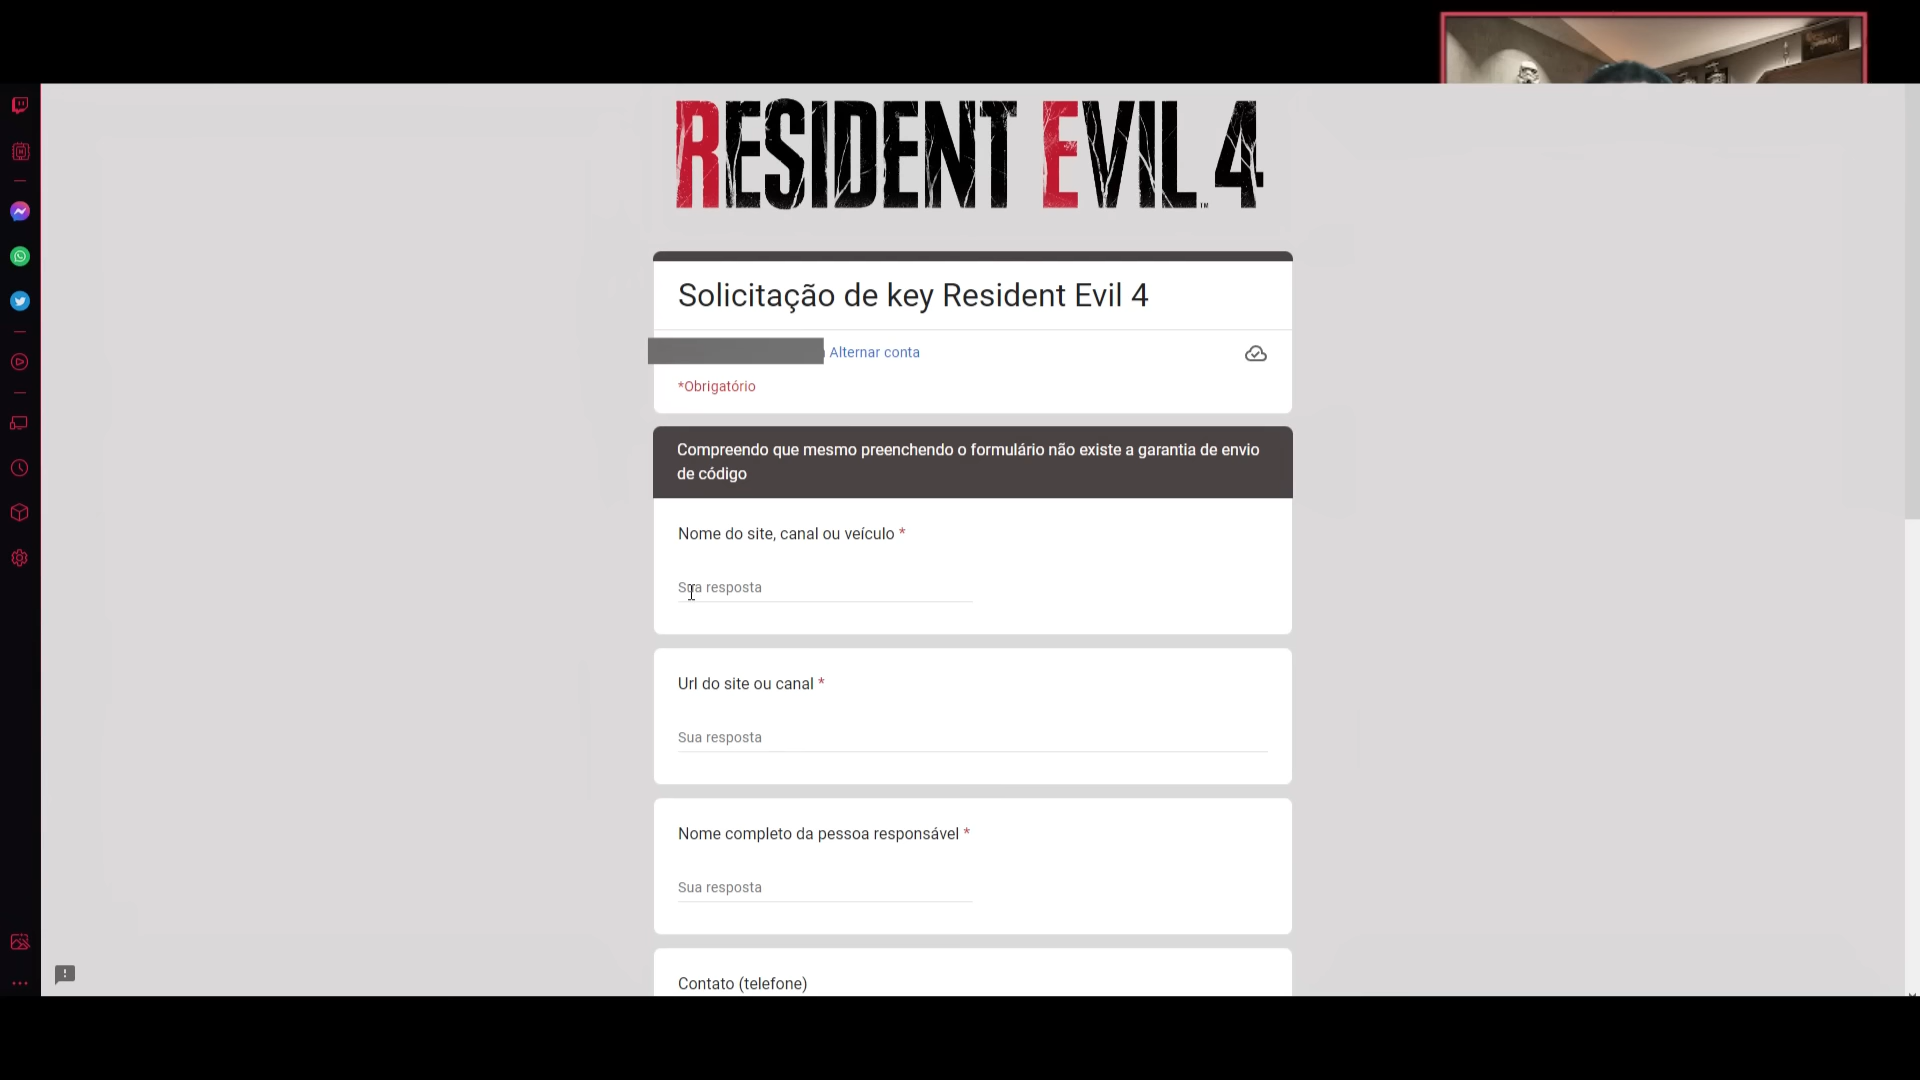 RESIDENT EVIL 4
Solicitação de key Resident Evil 4
Alternar conta
*Obrigatório
Compreendo que mesmo preenchendo o formulário não existe a garantia de envio
de código
Nome do site, canal ou veículo *
Sua resposta
Url do site ou canal *
Sua resposta
Nome completo da pessoa responsável *
Sua resposta
Contato (telefone)